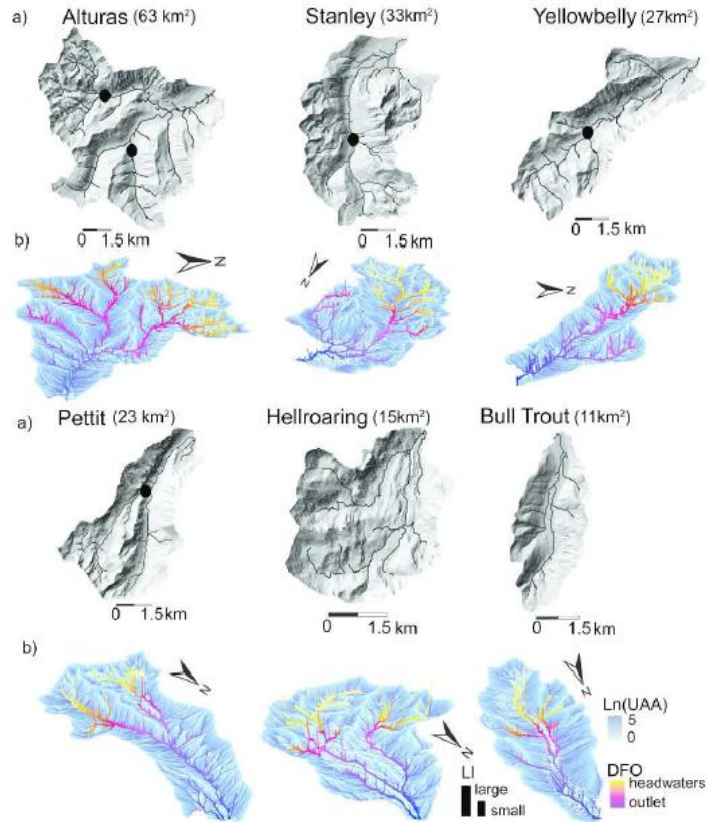 a) Alturas (63 km²) Stanley (33km²) Yellowbelly (27km²)
0 1.5 km 0 1.5 km 0 1.5 km
b)
N N N
a) Pettit (23 km²) Hellroaring (15km²) Bull Trout (11km²)
0 1.5km 0 1.5km 0 1.5km
b)
N N N
Ln(UAA)
5
0
LI
large
small
DFO
headwaters
outlet